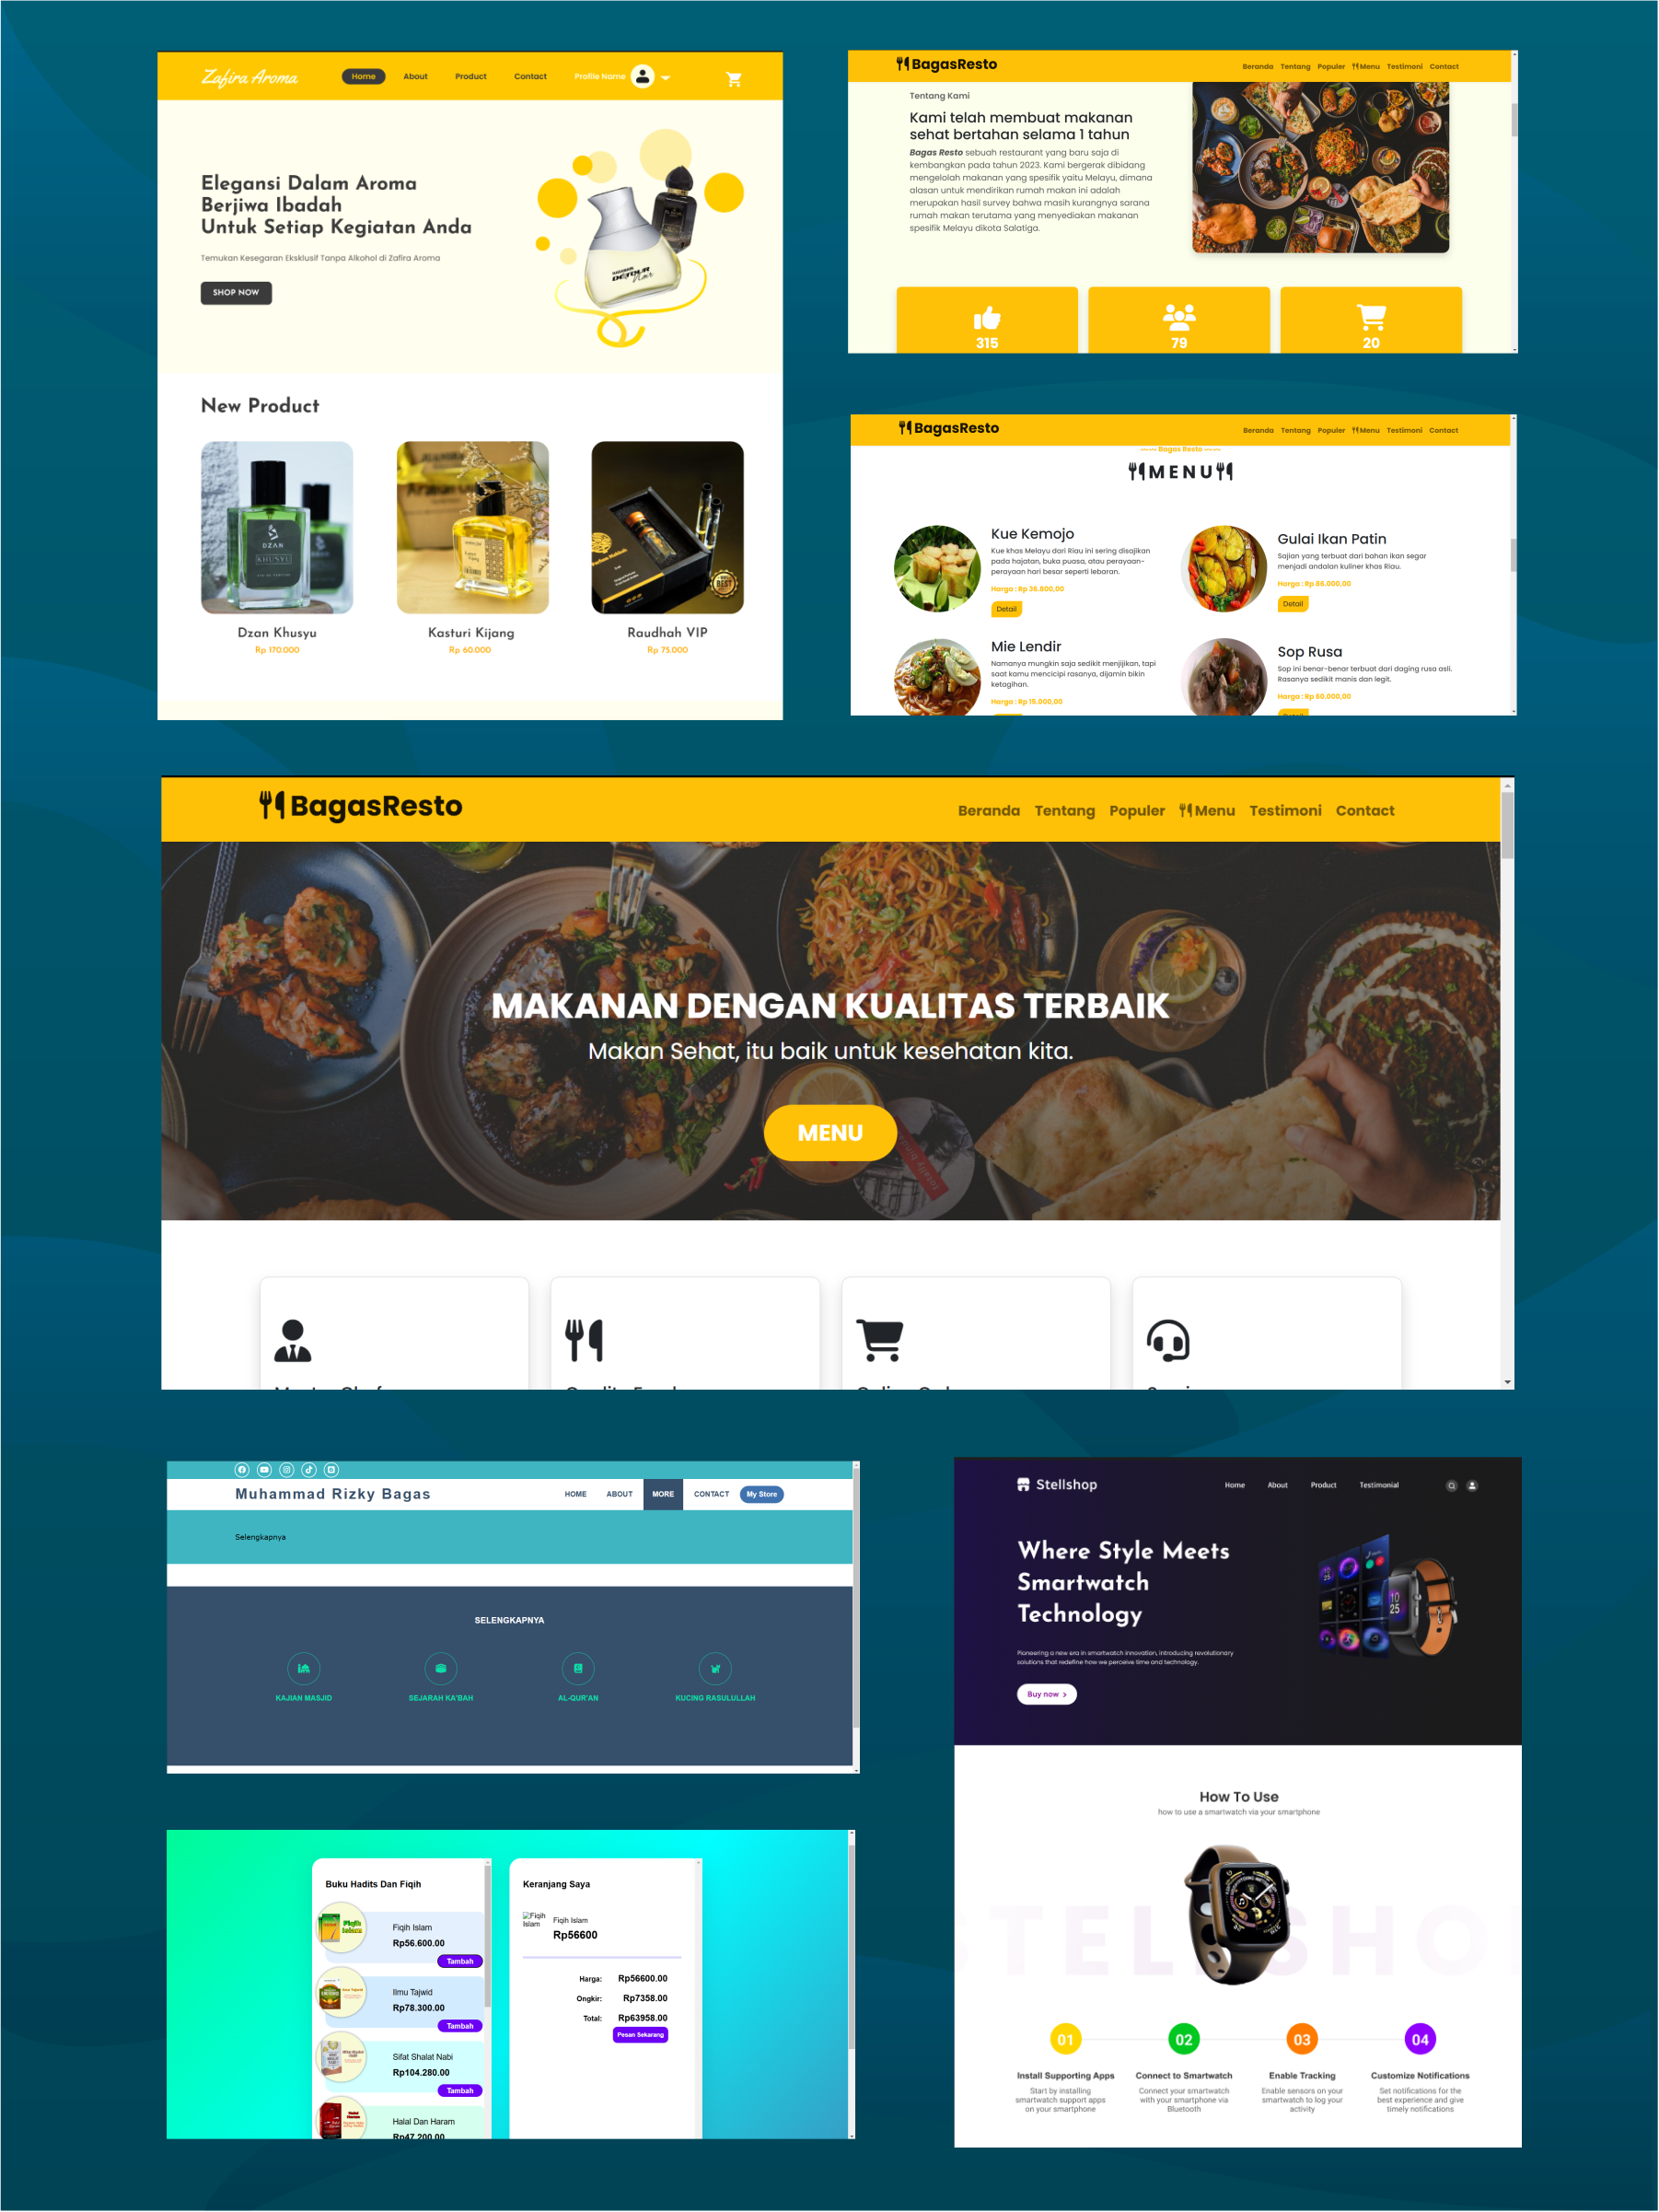 Zafira Aroma
Home About Product Contact Profile Name
Elegansi Dalam Aroma
Berjiwa Ibadah
Untuk Setiap Kegiatan Anda
Temukan Kesegaran Eksklusif Tanpa Alkohol di Zafira Aroma
SHOP NOW
New Product
DZAN
KHUSYU
BEST
Dzan Khusyu
Rp 170.000
Kasturi Kijang
Rp 60.000
Raudhah VIP
Rp 75.000
BagasResto
Beranda Tentang Populer Menu Testimoni Contact
Tentang Kami
Kami telah membuat makanan
sehat bertahan selama 1 tahun
Bagas Resto sebuah restaurant yang baru saja di
kembangkan pada tahun 2023. Kami bergerak dibidang
mengelolah makanan yang spesifik yaitu Melayu, dimana
alasan untuk mendirikan rumah makan ini adalah
merupakan hasil survey bahwa masih kurangnya sarana
rumah makan terutama yang menyediakan makanan
spesifik Melayu dikota Salatiga.
315
79
20
BagasResto
Beranda Tentang Populer Menu Testimoni Contact
~~~ Bagas Resto ~~~
MENU
Kue Kemojo
Kue khas Melayu dari Riau ini sering disajikan
pada hajatan, buka puasa, atau perayaan-
perayaan hari besar seperti lebaran.
Harga : Rp 36.800,00
Detail
Gulai Ikan Patin
Sajian yang terbuat dari bahan ikan segar
menjadi andalan kuliner khas Riau.
Harga : Rp 86.000,00
Detail
Mie Lendir
Namanya mungkin saja sedikit menjijikan, tapi
saat kamu mencicipi rasanya, dijamin bikin
ketagihan.
Harga : Rp 15.000,00
Sop Rusa
Sop ini benar-benar terbuat dari daging rusa asli.
Rasanya sedikit manis dan legit.
Harga : Rp 60.000,00
BagasResto
Beranda Tentang Populer Menu Testimoni Contact
MAKANAN DENGAN KUALITAS TERBAIK
Makan Sehat, itu baik untuk kesehatan kita.
MENU
Muhammad Rizky Bagas
HOME ABOUT MORE CONTACT My Store
Selengkapnya
SELENGKAPNYA
KAJIAN MASJID
SEJARAH KA'BAH
AL-QUR'AN
KUCING RASULULLAH
Buku Hadits Dan Fiqih
Fiqih Islam
Rp56.600.00
Tambah
Ilmu Tajwid
Rp78.300.00
Tambah
Sifat Shalat Nabi
Rp104.280.00
Tambah
Halal Dan Haram
Rp47.200.00
Keranjang Saya
Fiqih
Islam
Fiqih Islam
Rp56600
Harga: Rp56600.00
Ongkir: Rp7358.00
Total: Rp63958.00
Pesan Sekarang
Stellshop
Home About Product Testimonial
Where Style Meets
Smartwatch
Technology
Pioneering a new era in smartwatch innovation, introducing revolutionary
solutions that redefine how we perceive time and technology.
Buy now
How To Use
how to use a smartwatch via your smartphone
STELLSHOP
01
02
03
04
Install Supporting Apps
Start by installing
smartwatch support apps
on your smartphone
Connect to Smartwatch
Connect your smartwatch
with your smartphone via
Bluetooth
Enable Tracking
Enable sensors on your
smartwatch to log your
activity
Customize Notifications
Set notifications for the
best experience and give
timely notifications